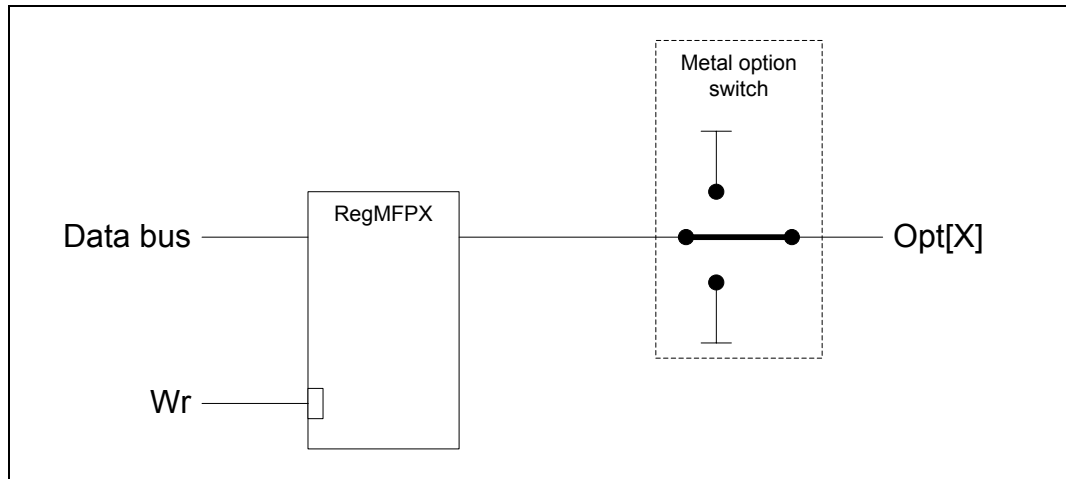 Metal option
switch
RegMFPX
Data bus
Opt[X]
Wr